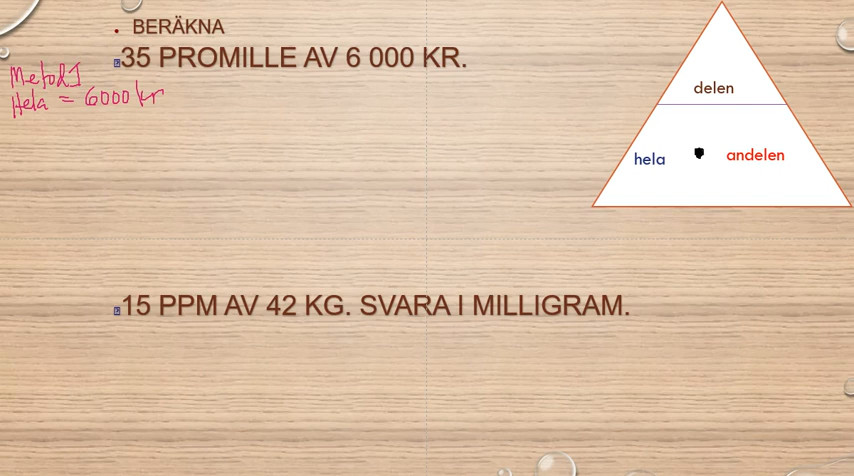 • BERÄKNA
35 PROMILLE AV 6 000 KR.
Metod I
Hela = 6000 kr
delen
hela • andelen
15 PPM AV 42 KG. SVARA I MILLIGRAM.